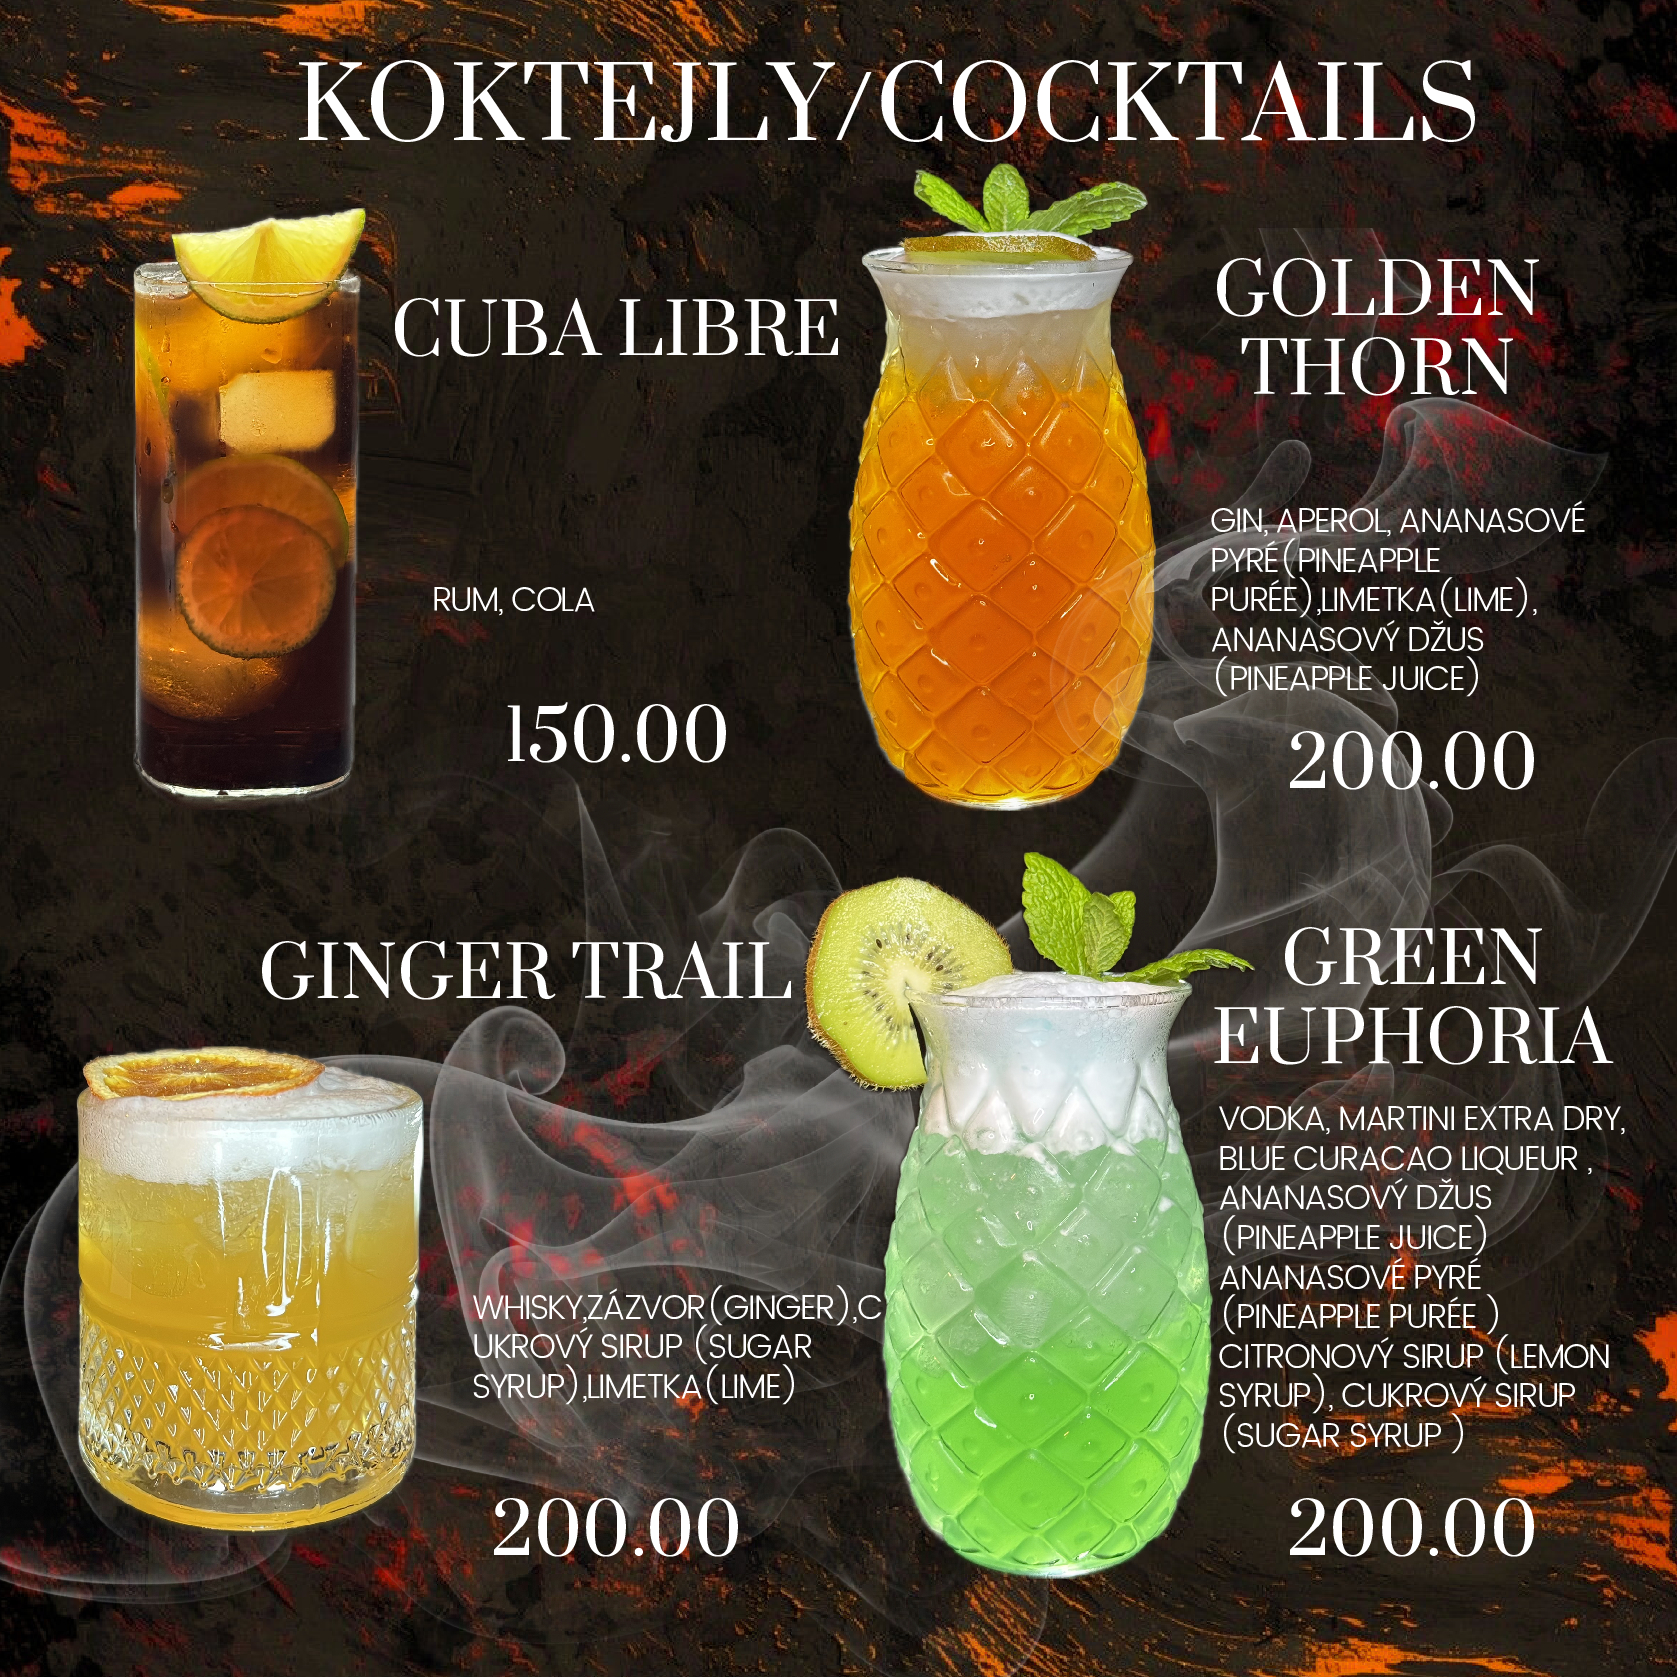 KOKTEJLY/COCKTAILS
CUBA LIBRE
RUM, COLA
150.00
GOLDEN
THORN
GIN, APEROL, ANANASOVÉ
PYRÉ(PINEAPPLE
PURÉE),LIMETKA(LIME),
ANANASOVÝ DŽUS
(PINEAPPLE JUICE)
200.00
GINGER TRAIL
WHISKY,ZÁZVOR(GINGER),C
UKROVÝ SIRUP (SUGAR
SYRUP),LIMETKA(LIME)
200.00
GREEN
EUPHORIA
VODKA, MARTINI EXTRA DRY,
BLUE CURACAO LIQUEUR ,
ANANASOVÝ DŽUS
(PINEAPPLE JUICE)
ANANASOVÉ PYRÉ
(PINEAPPLE PURÉE )
CITRONOVÝ SIRUP (LEMON
SYRUP), CUKROVÝ SIRUP
(SUGAR SYRUP )
200.00